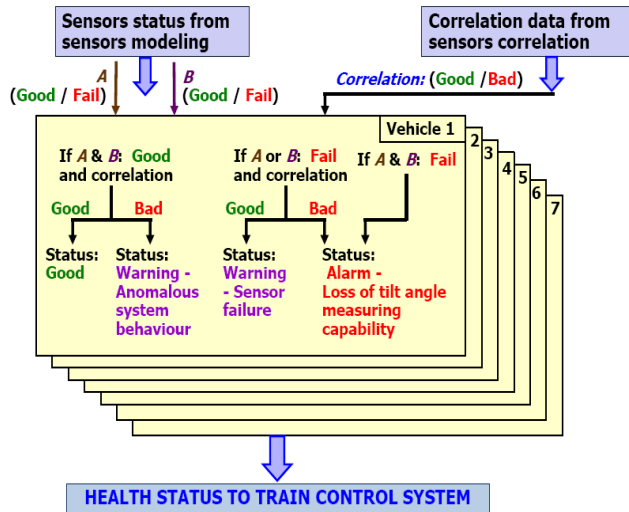 Sensors status from
sensors modeling
Correlation data from
sensors correlation
A
(Good / Fail)
B
(Good / Fail)
Correlation: (Good /Bad)
Vehicle 1
2
3
4
5
6
7
If A & B: Good
and correlation
If A or B: Fail
and correlation
If A & B: Fail
Good
Bad
Good
Bad
Status:
Good
Status:
Warning -
Anomalous
system
behaviour
Status:
Warning
- Sensor
failure
Status:
Alarm -
Loss of tilt angle
measuring
capability
HEALTH STATUS TO TRAIN CONTROL SYSTEM